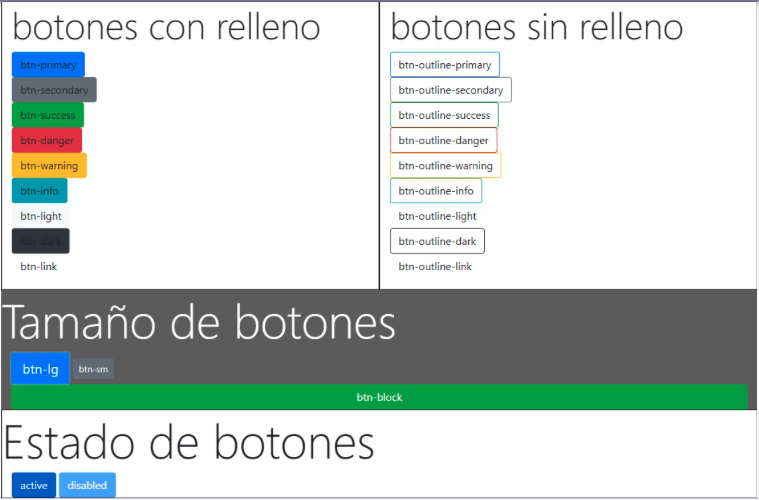 botones con relleno
btn-primary
btn-secondary
btn-success
btn-danger
btn-warning
btn-info
btn-light
btn-dark
btn-link
botones sin relleno
btn-outline-primary
btn-outline-secondary
btn-outline-success
btn-outline-danger
btn-outline-warning
btn-outline-info
btn-outline-light
btn-outline-dark
btn-outline-link
Tamaño de botones
btn-lg btn-sm
btn-block
Estado de botones
active disabled